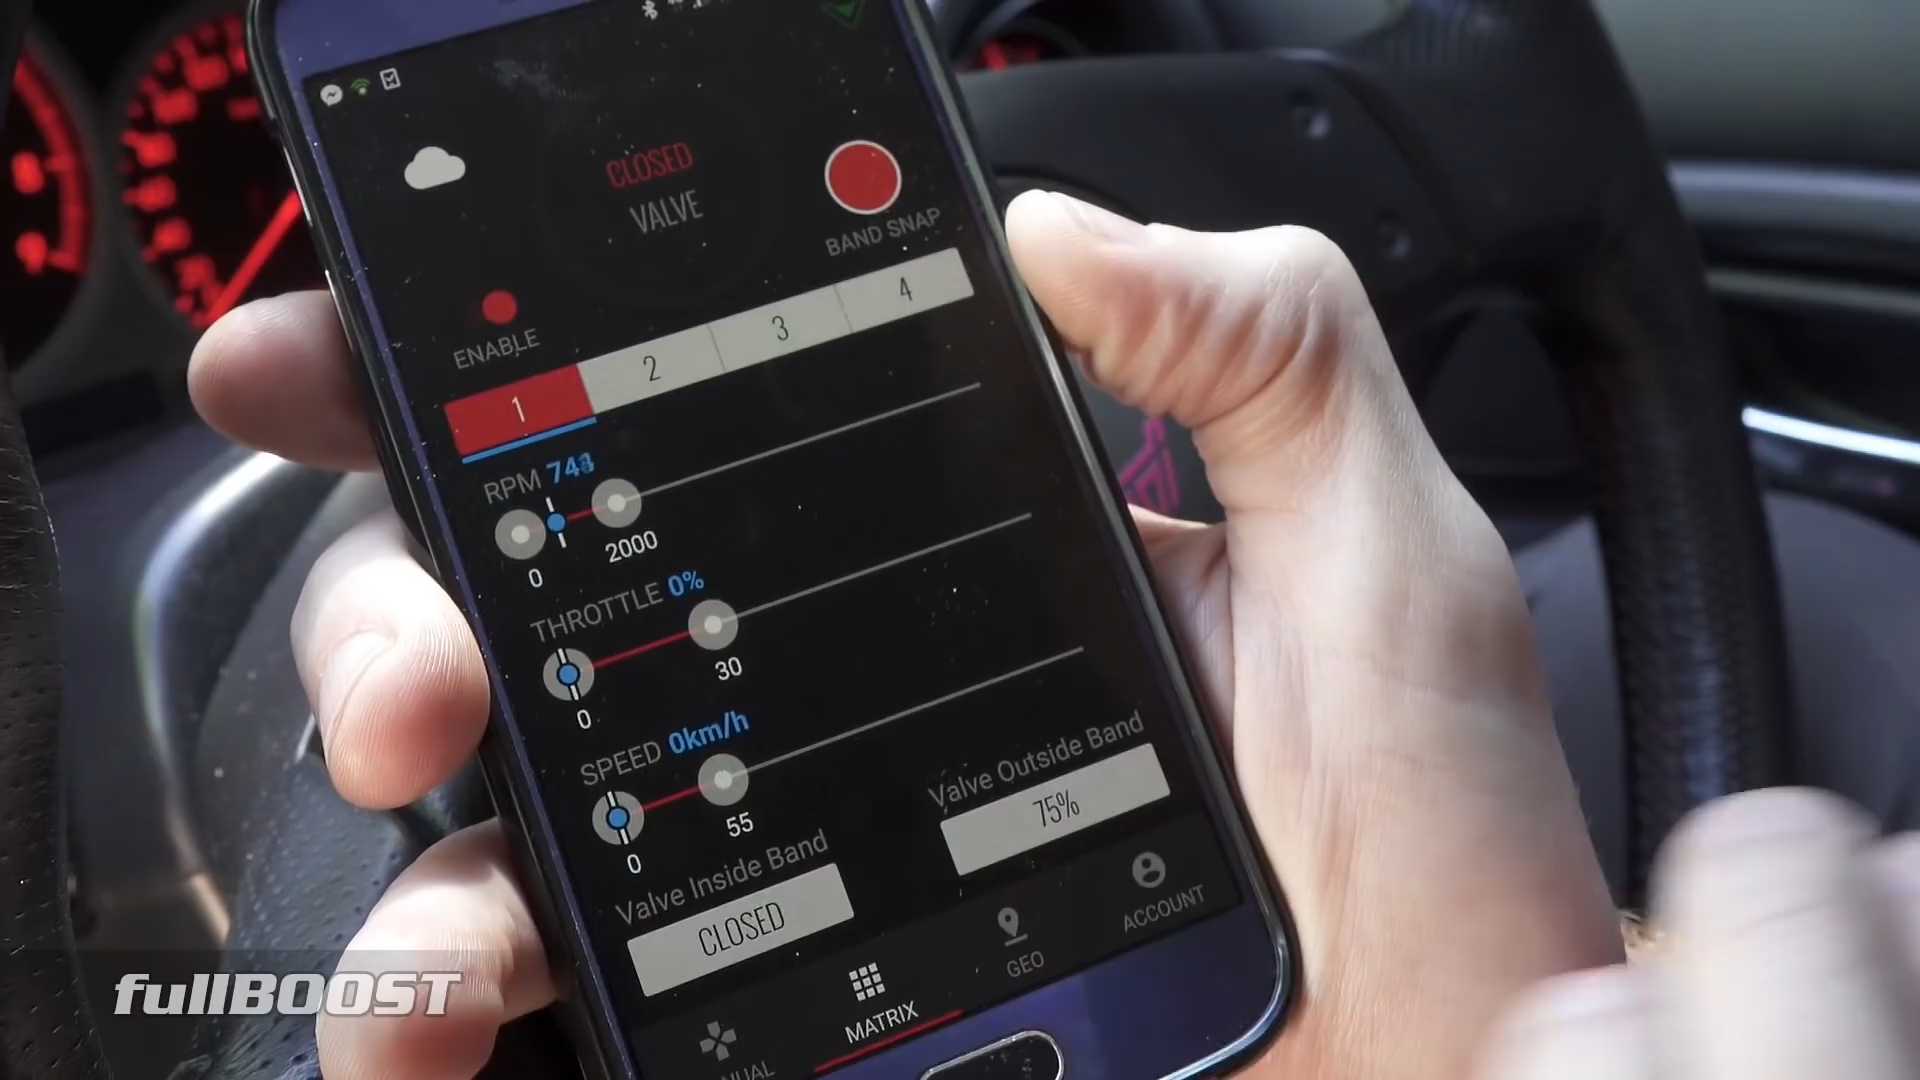 CLOSED
VALVE
BAND SNAP
ENABLE
1 2 3 4
RPM
0 2000
THROTTLE 0%
0 30
SPEED 0km/h
0 55
Valve Inside Band
CLOSED
Valve Outside Band
75%
MATRIX
GEO
ACCOUNT
fullBOOST